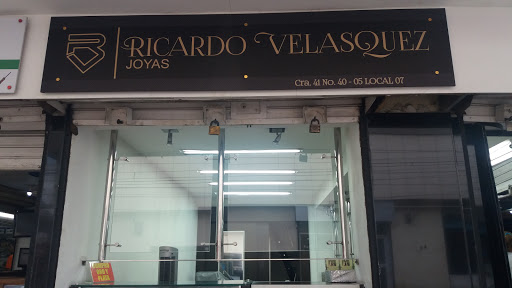 RICARDO VELASQUEZ
JOYAS
Cra. 41 No. 40 - 05 LOCAL 07